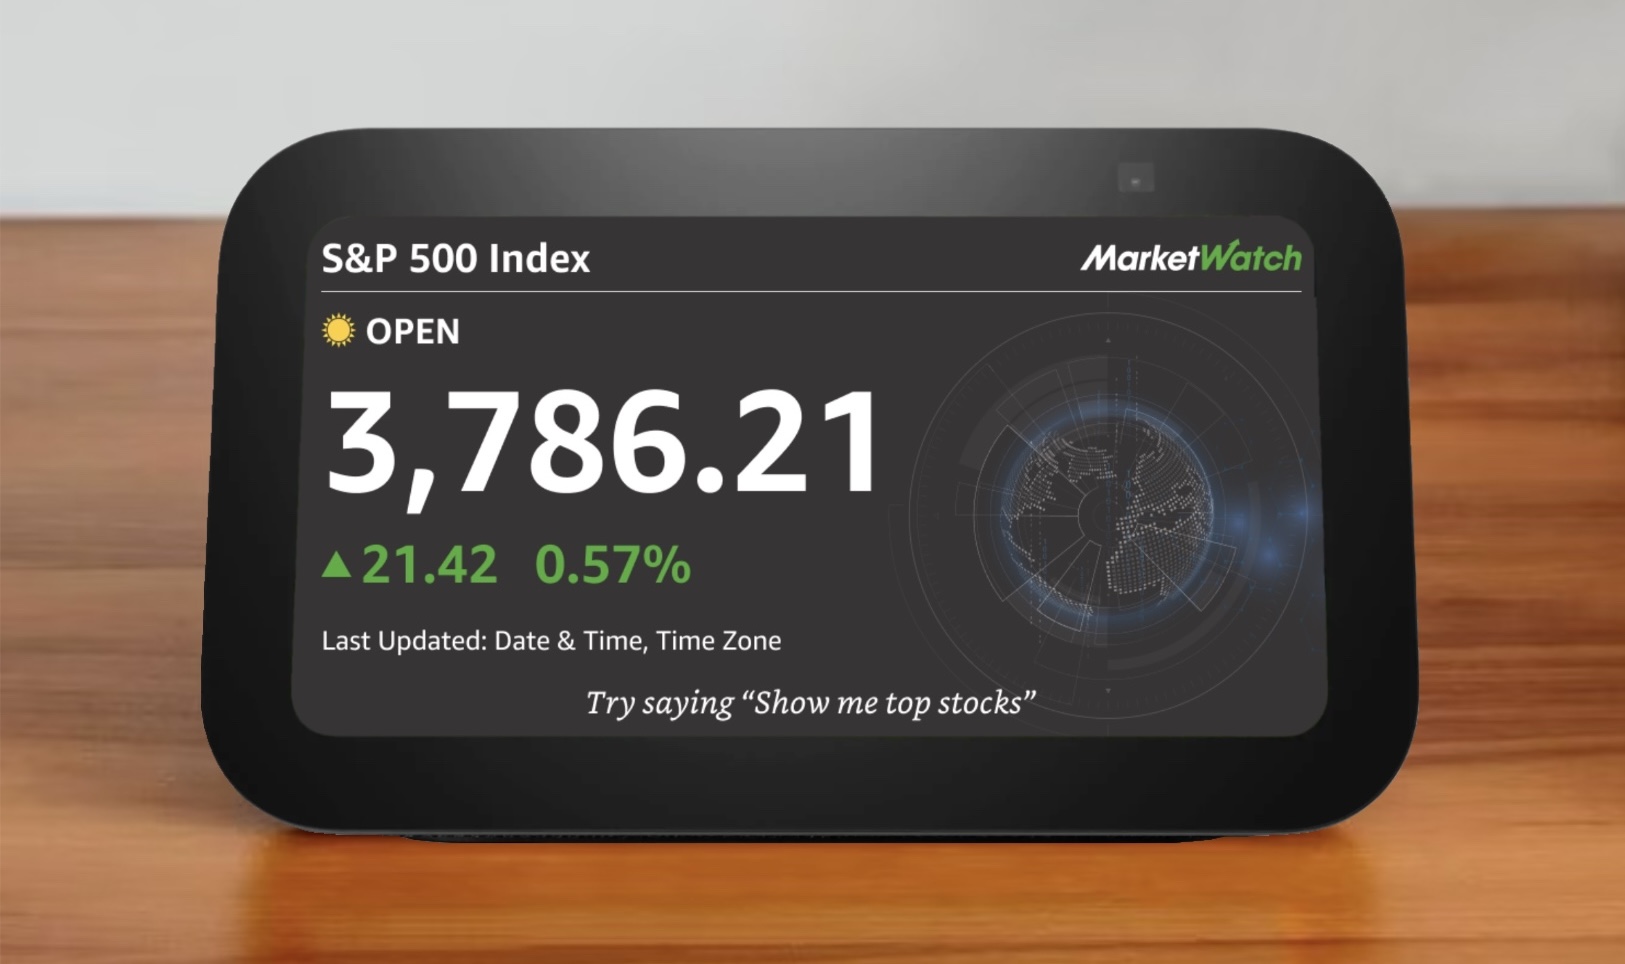 S&P 500 Index
MarketWatch
OPEN
3,786.21
▲21.42 0.57%
Last Updated: Date & Time, Time Zone
Try saying “Show me top stocks”